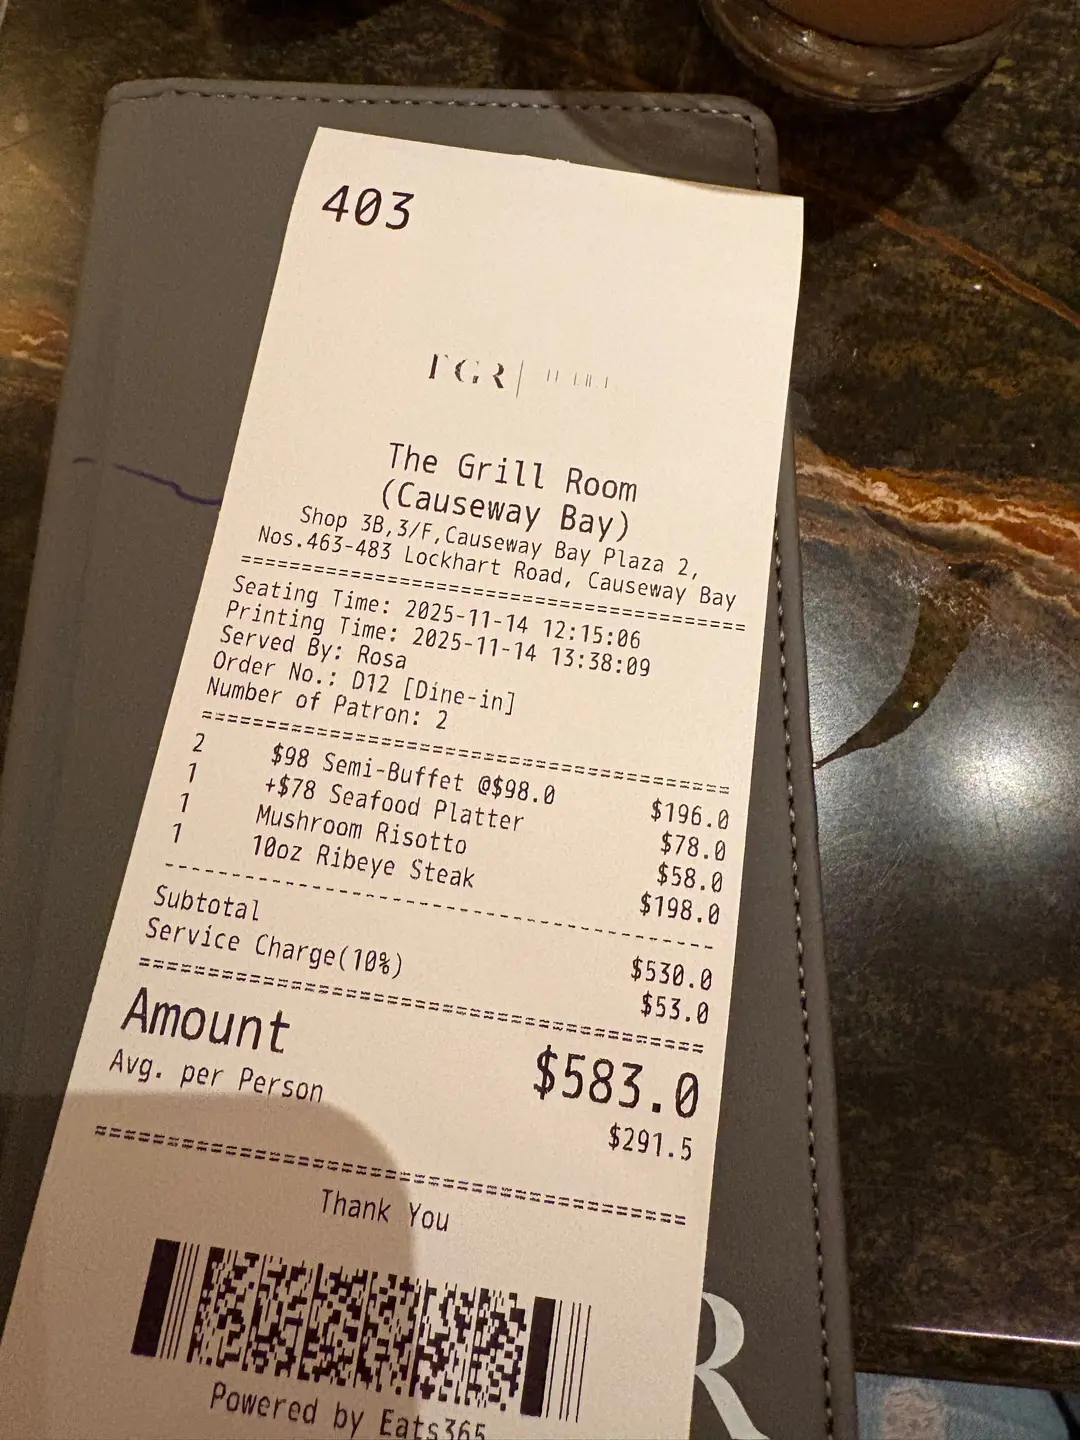 403
The Grill Room
(Causeway Bay)
Shop 3B,3/F,Causeway Bay Plaza 2,
Nos.463-483 Lockhart Road, Causeway Bay
Seating Time: 2025-11-14 12:15:06
Printing Time: 2025-11-14 13:38:09
Served By: Rosa
Order No.: D12 [Dine-in]
Number of Patron: 2
2 $98 Semi-Buffet @$98.0 $196.0
1 +$78 Seafood Platter $78.0
1 Mushroom Risotto $58.0
1 10oz Ribeye Steak $198.0
Subtotal $530.0
Service Charge(10%) $53.0
Amount $583.0
Avg. per Person $291.5
Thank You
Powered by Eats365
R